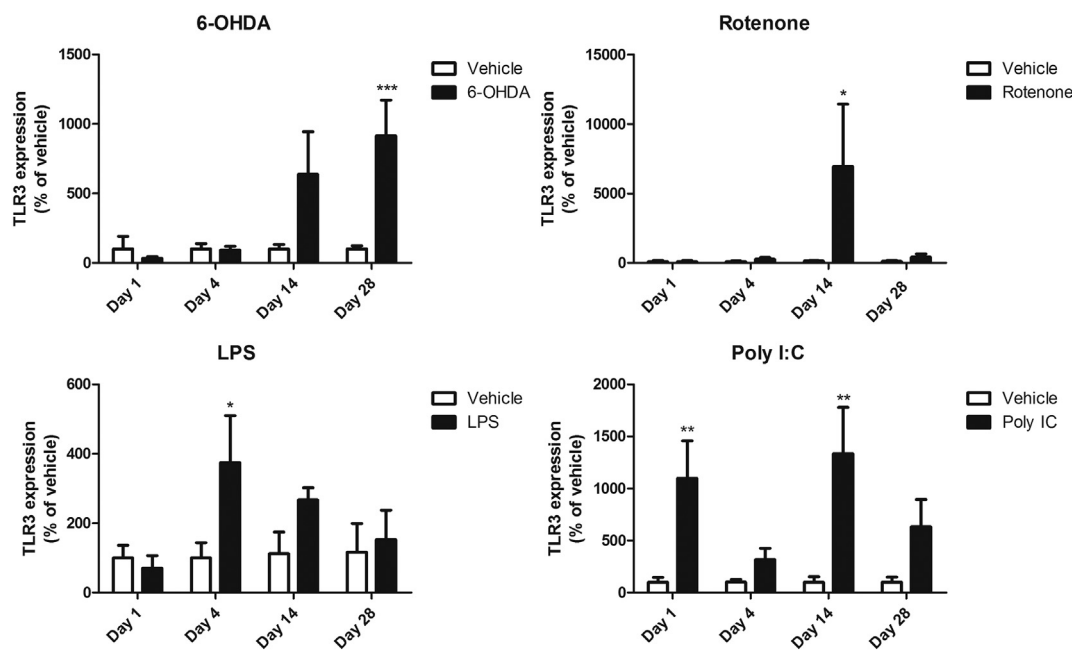 6-OHDA
TLR3 expression
(% of vehicle)
1500
1000
500
0
***
Vehicle
6-OHDA
Day 1
Day 4
Day 14
Day 28
Rotenone
TLR3 expression
(% of vehicle)
15000
10000
5000
0
*
Vehicle
Rotenone
Day 1
Day 4
Day 14
Day 28
LPS
TLR3 expression
(% of vehicle)
600
400
200
0
*
Vehicle
LPS
Day 1
Day 4
Day 14
Day 28
Poly I:C
TLR3 expression
(% of vehicle)
2000
1500
1000
500
0
**
**
Vehicle
Poly IC
Day 1
Day 4
Day 14
Day 28